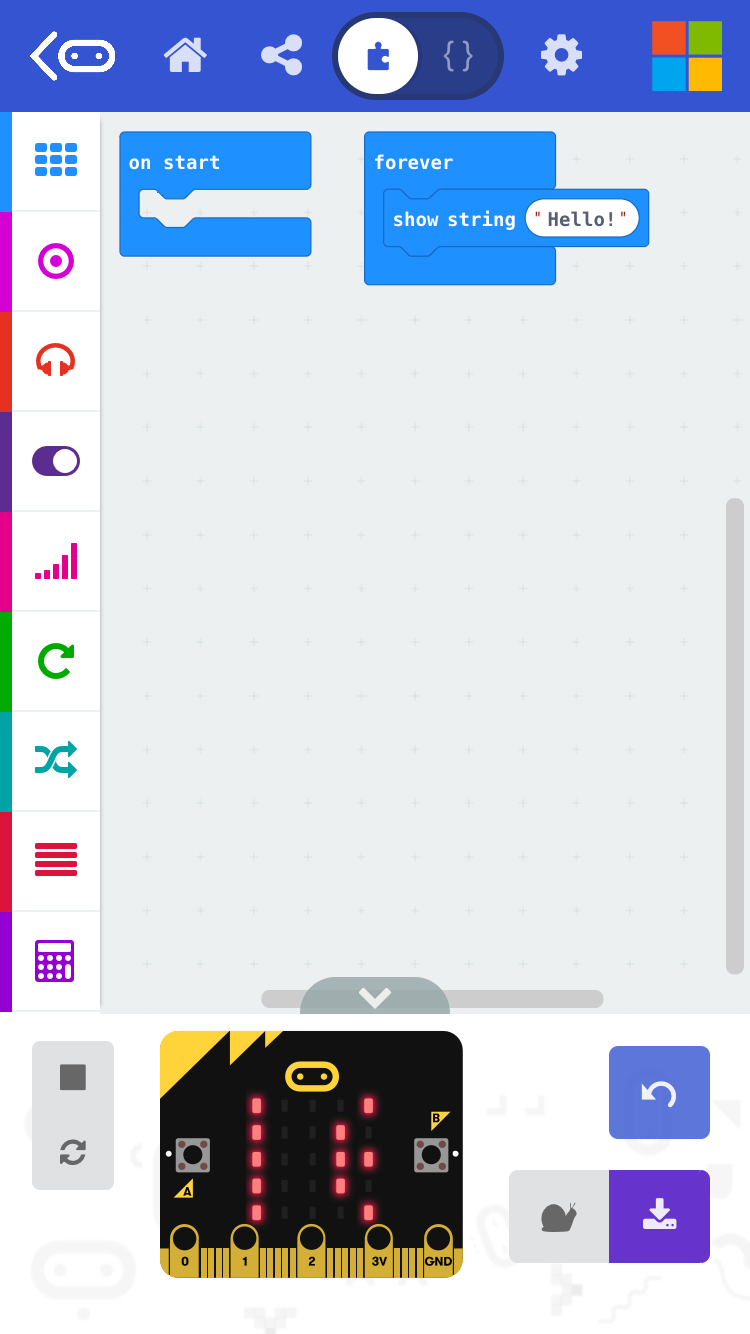 { }
on start
forever
show string " Hello! "
B
A
0 1 2 3V GND